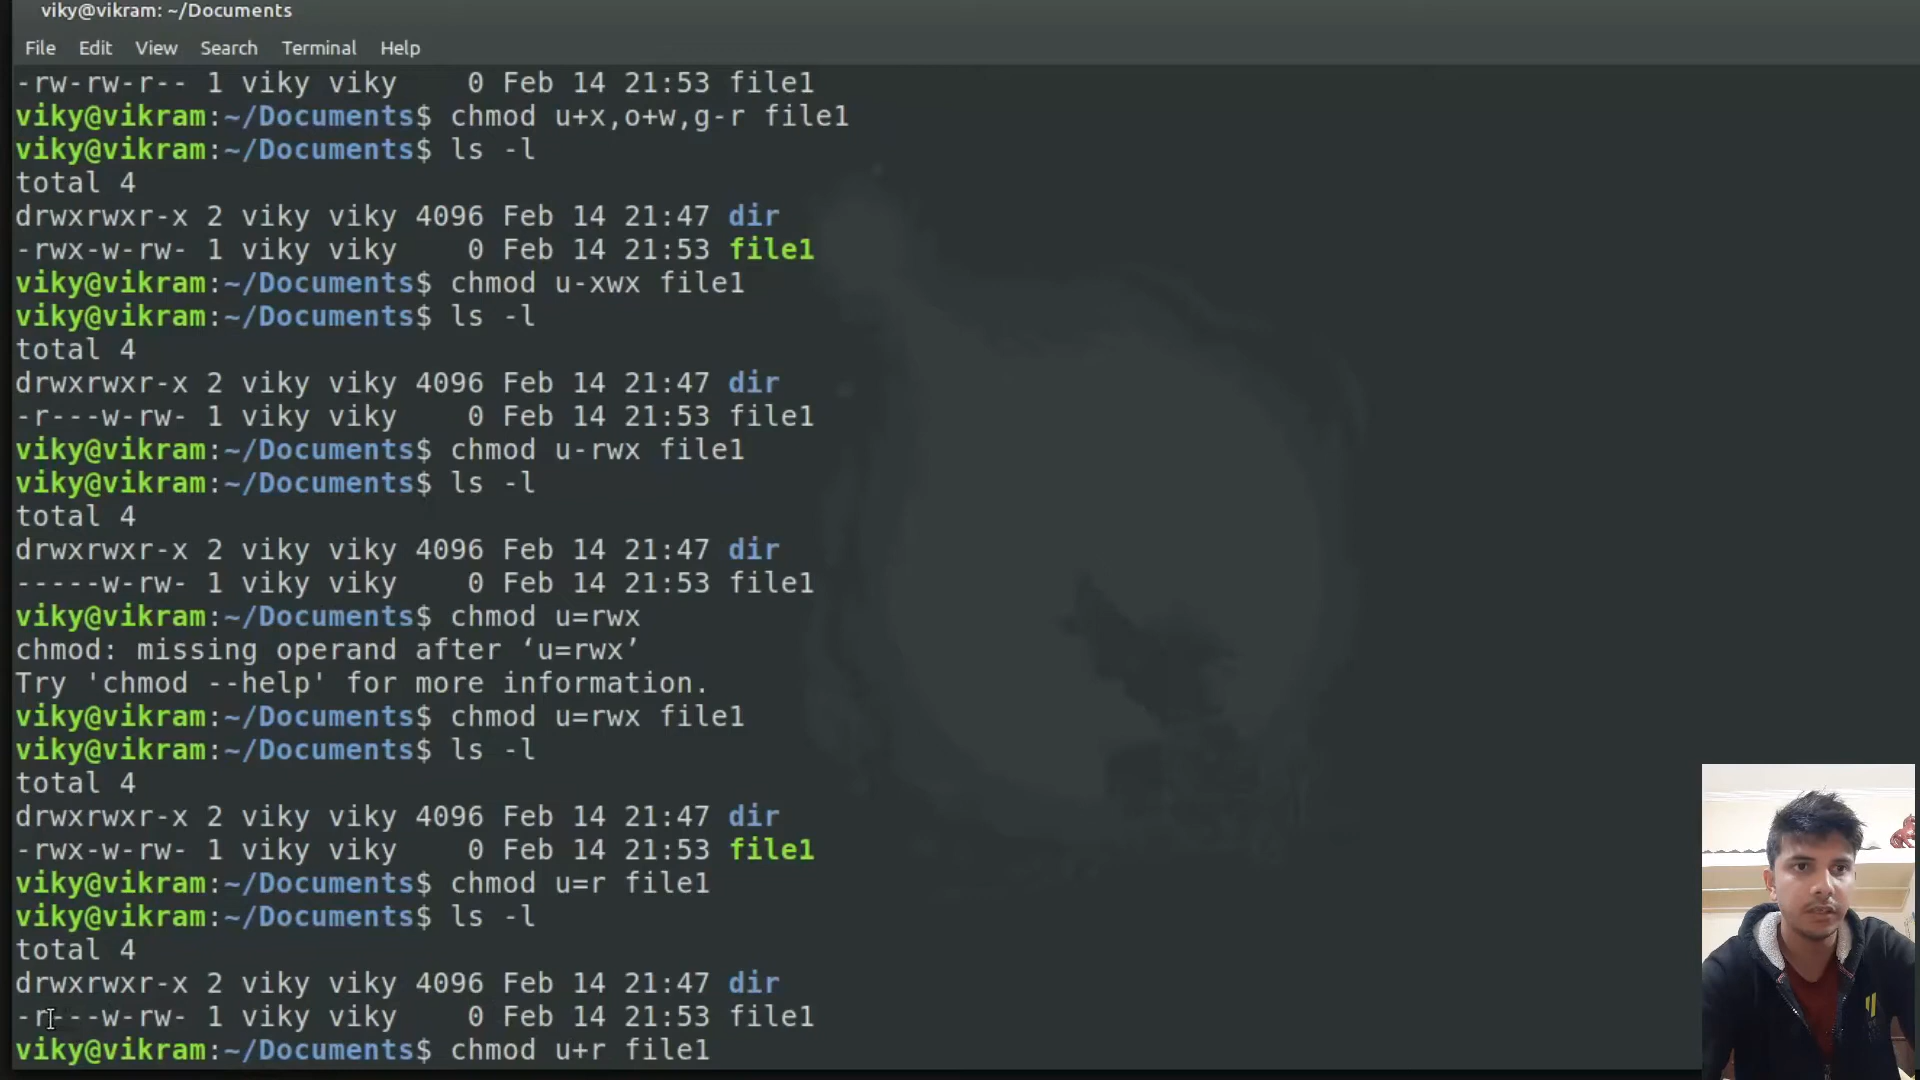 viky@vikram: ~/Documents
File Edit View Search Terminal Help
-rw-rw-r-- 1 viky viky    0 Feb 14 21:53 file1
viky@vikram:~/Documents$ chmod u+x,o+w,g-r file1
viky@vikram:~/Documents$ ls -l
total 4
drwxrwxr-x 2 viky viky 4096 Feb 14 21:47 dir
-rwx-w-rw- 1 viky viky    0 Feb 14 21:53 file1
viky@vikram:~/Documents$ chmod u-xwx file1
viky@vikram:~/Documents$ ls -l
total 4
drwxrwxr-x 2 viky viky 4096 Feb 14 21:47 dir
-r---w-rw- 1 viky viky    0 Feb 14 21:53 file1
viky@vikram:~/Documents$ chmod u-rwx file1
viky@vikram:~/Documents$ ls -l
total 4
drwxrwxr-x 2 viky viky 4096 Feb 14 21:47 dir
-----w-rw- 1 viky viky    0 Feb 14 21:53 file1
viky@vikram:~/Documents$ chmod u=rwx
chmod: missing operand after ‘u=rwx’
Try 'chmod --help' for more information.
viky@vikram:~/Documents$ chmod u=rwx file1
viky@vikram:~/Documents$ ls -l
total 4
drwxrwxr-x 2 viky viky 4096 Feb 14 21:47 dir
-rwx-w-rw- 1 viky viky    0 Feb 14 21:53 file1
viky@vikram:~/Documents$ chmod u=r file1
viky@vikram:~/Documents$ ls -l
total 4
drwxrwxr-x 2 viky viky 4096 Feb 14 21:47 dir
-r---w-rw- 1 viky viky    0 Feb 14 21:53 file1
viky@vikram:~/Documents$ chmod u+r file1